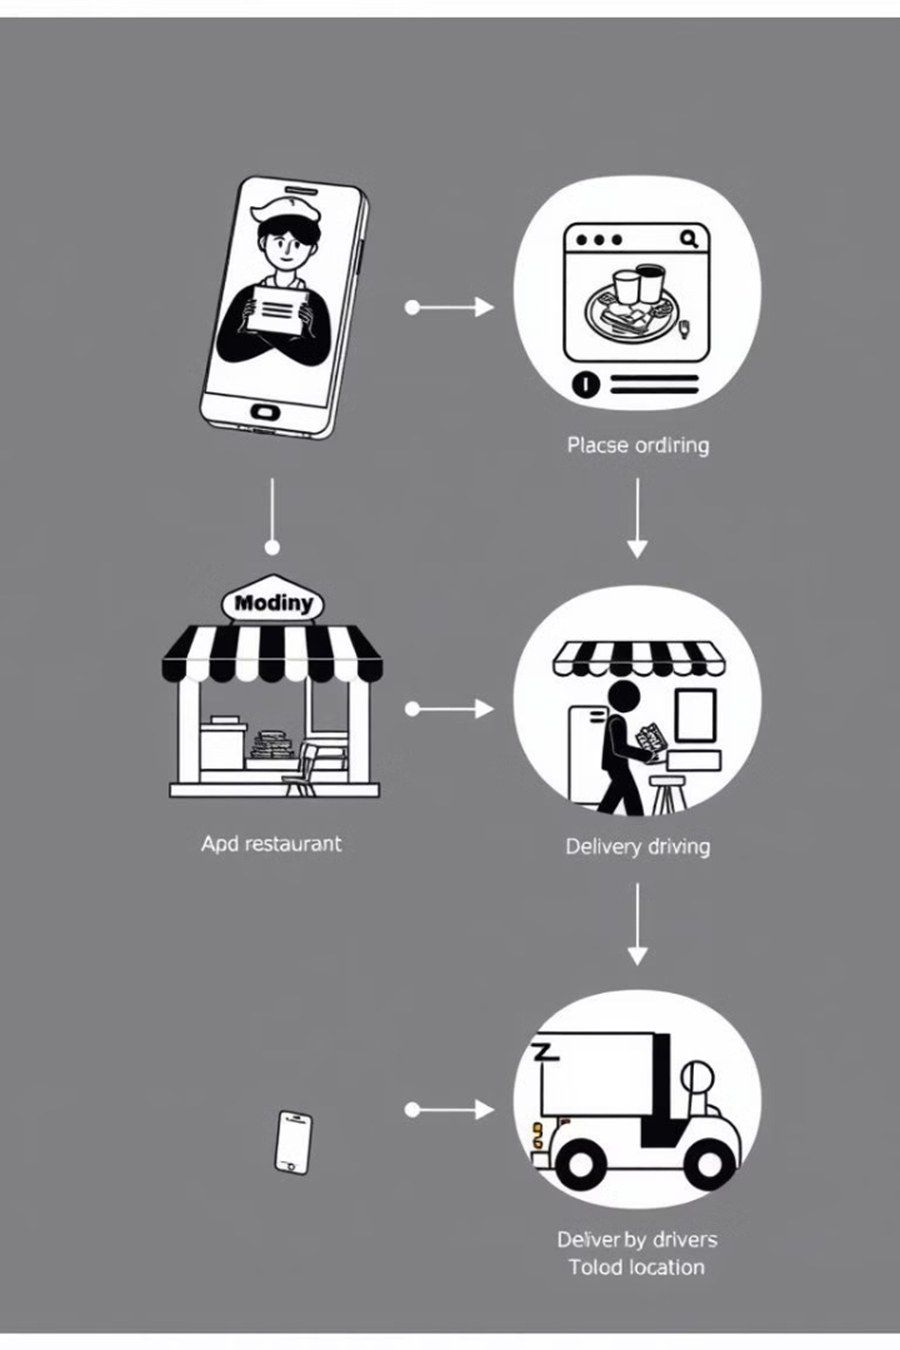 Placse ordiring
Modiny
Apd restaurant
Delivery driving
Z
Deliver by drivers
Tolod location